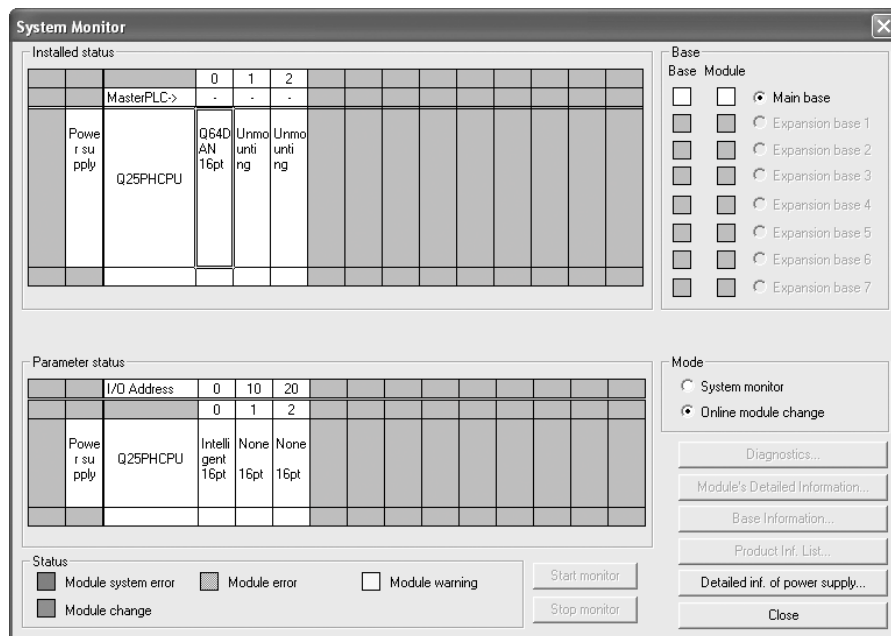 System Monitor
Installed status
0 1 2
MasterPLC-> - - -
Powe
r su
pply
Q25PHCPU
Q64D
AN
16pt
Unmo
unti
ng
Unmo
unti
ng
Base
Base Module
Main base
Expansion base 1
Expansion base 2
Expansion base 3
Expansion base 4
Expansion base 5
Expansion base 6
Expansion base 7
Parameter status
I/O Address 0 10 20
0 1 2
Powe
r su
pply
Q25PHCPU
Intelli
gent
16pt
None
16pt
None
16pt
Mode
System monitor
Online module change
Diagnostics...
Module's Detailed Information...
Base Information...
Product Inf. List...
Detailed inf. of power supply...
Close
Status
Module system error Module error Module warning
Module change
Start monitor
Stop monitor